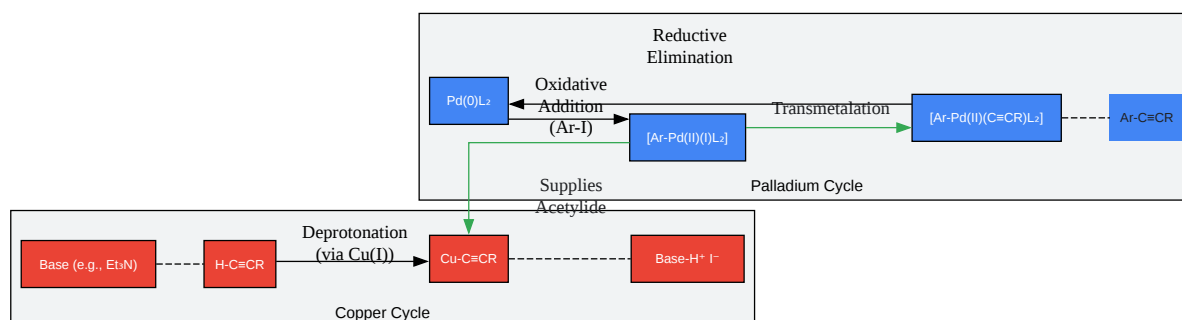 Reductive
Elimination
Pd(0)L₂
Oxidative
Addition
(Ar-I)
[Ar-Pd(II)(I)L₂]
Transmetalation
[Ar-Pd(II)(C≡CR)L₂]
Ar-C≡CR
Supplies
Acetylide
Palladium Cycle
Base (e.g., Et₃N)
H-C≡CR
Deprotonation
(via Cu(I))
Cu-C≡CR
Base-H⁺ I⁻
Copper Cycle